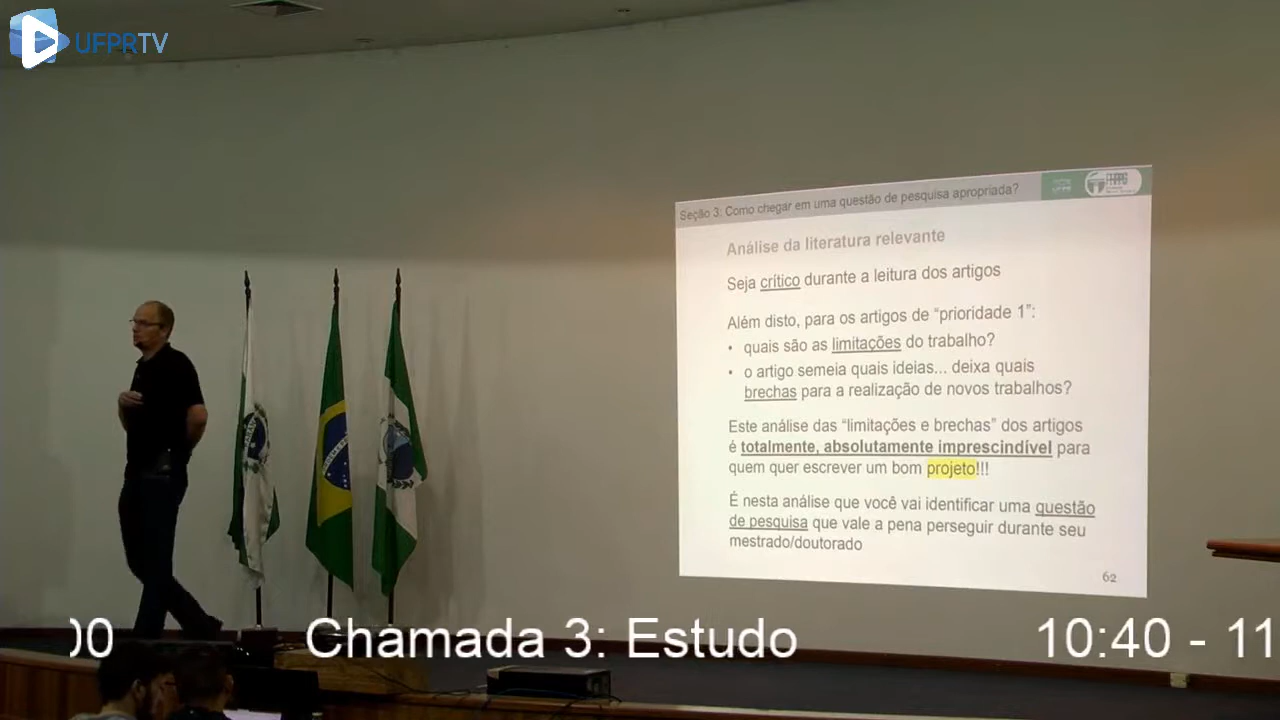 UFPRTV
Seção 3: Como chegar em uma questão de pesquisa apropriada?
Análise da literatura relevante
Seja crítico durante a leitura dos artigos
Além disto, para os artigos de “prioridade 1”:
• quais são as limitações do trabalho?
• o artigo semeia quais ideias... deixa quais
brechas para a realização de novos trabalhos?
Este análise das “limitações e brechas” dos artigos
é totalmente, absolutamente imprescindível para
quem quer escrever um bom projeto!!!
É nesta análise que você vai identificar uma questão
de pesquisa que vale a pena perseguir durante seu
mestrado/doutorado
62
00 Chamada 3: Estudo 10:40 - 11